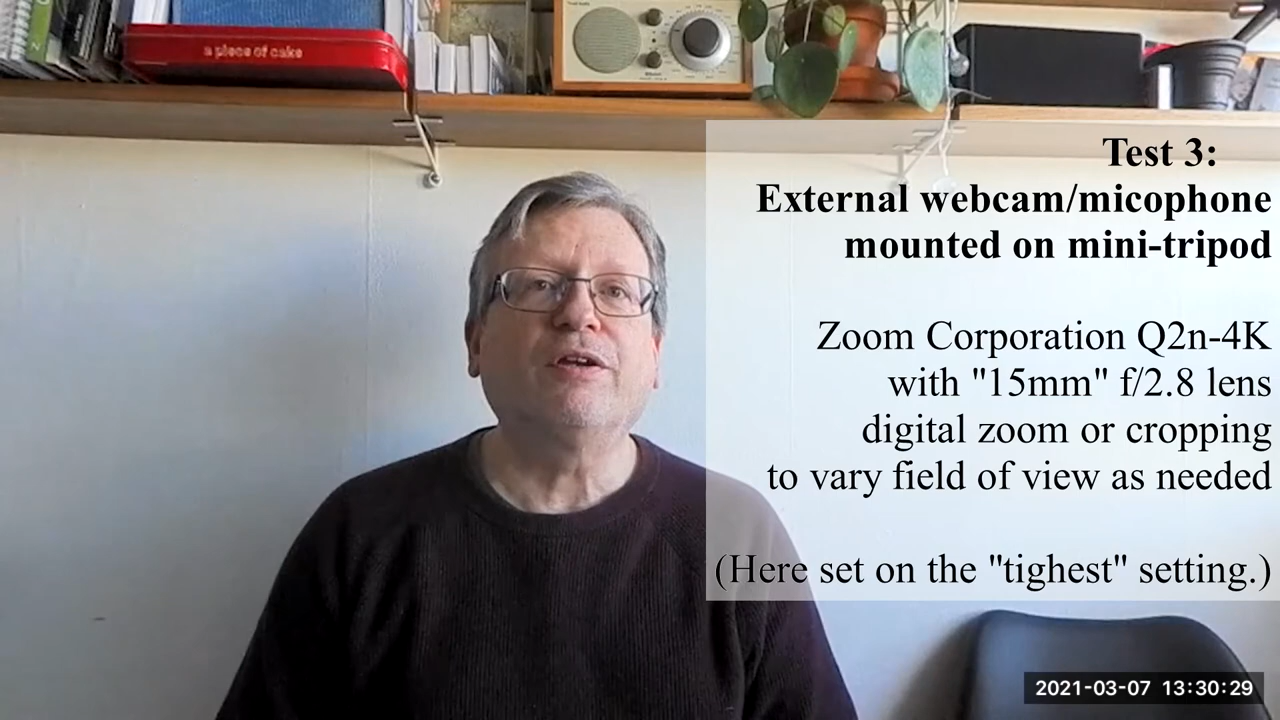 a piece of cake
Test 3:
External webcam/micophone
mounted on mini-tripod
Zoom Corporation Q2n-4K
with "15mm" f/2.8 lens
digital zoom or cropping
to vary field of view as needed
(Here set on the "tighest" setting.)
2021-03-07 13:30:29